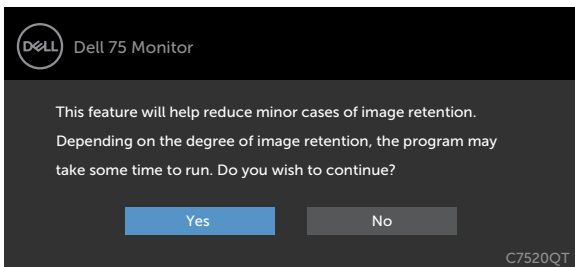 DELL Dell 75 Monitor
This feature will help reduce minor cases of image retention.
Depending on the degree of image retention, the program may
take some time to run. Do you wish to continue?
Yes No
C7520QT